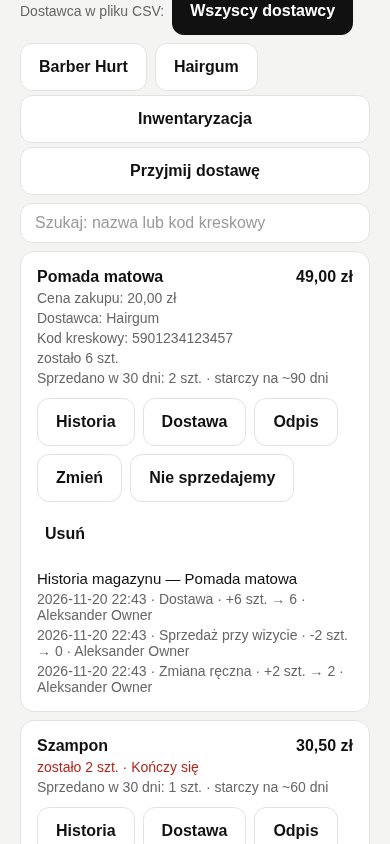 Dostawca w pliku CSV: Wszyscy dostawcy
Barber Hurt Hairgum
Inwentaryzacja
Przyjmij dostawę
Szukaj: nazwa lub kod kreskowy
Pomada matowa 49,00 zł
Cena zakupu: 20,00 zł
Dostawca: Hairgum
Kod kreskowy: 5901234123457
zostało 6 szt.
Sprzedano w 30 dni: 2 szt. · starczy na ~90 dni
Historia Dostawa Odpis
Zmień Nie sprzedajemy
Usuń
Historia magazynu — Pomada matowa
2026-11-20 22:43 · Dostawa · +6 szt. → 6 ·
Aleksander Owner
2026-11-20 22:43 · Sprzedaż przy wizycie · -2 szt.
→ 0 · Aleksander Owner
2026-11-20 22:43 · Zmiana ręczna · +2 szt. → 2 ·
Aleksander Owner
Szampon 30,50 zł
zostało 2 szt. · Kończy się
Sprzedano w 30 dni: 1 szt. · starczy na ~60 dni
Historia Dostawa Odpis